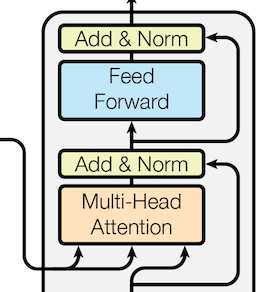 Add & Norm
Feed
Forward
Add & Norm
Multi-Head
Attention